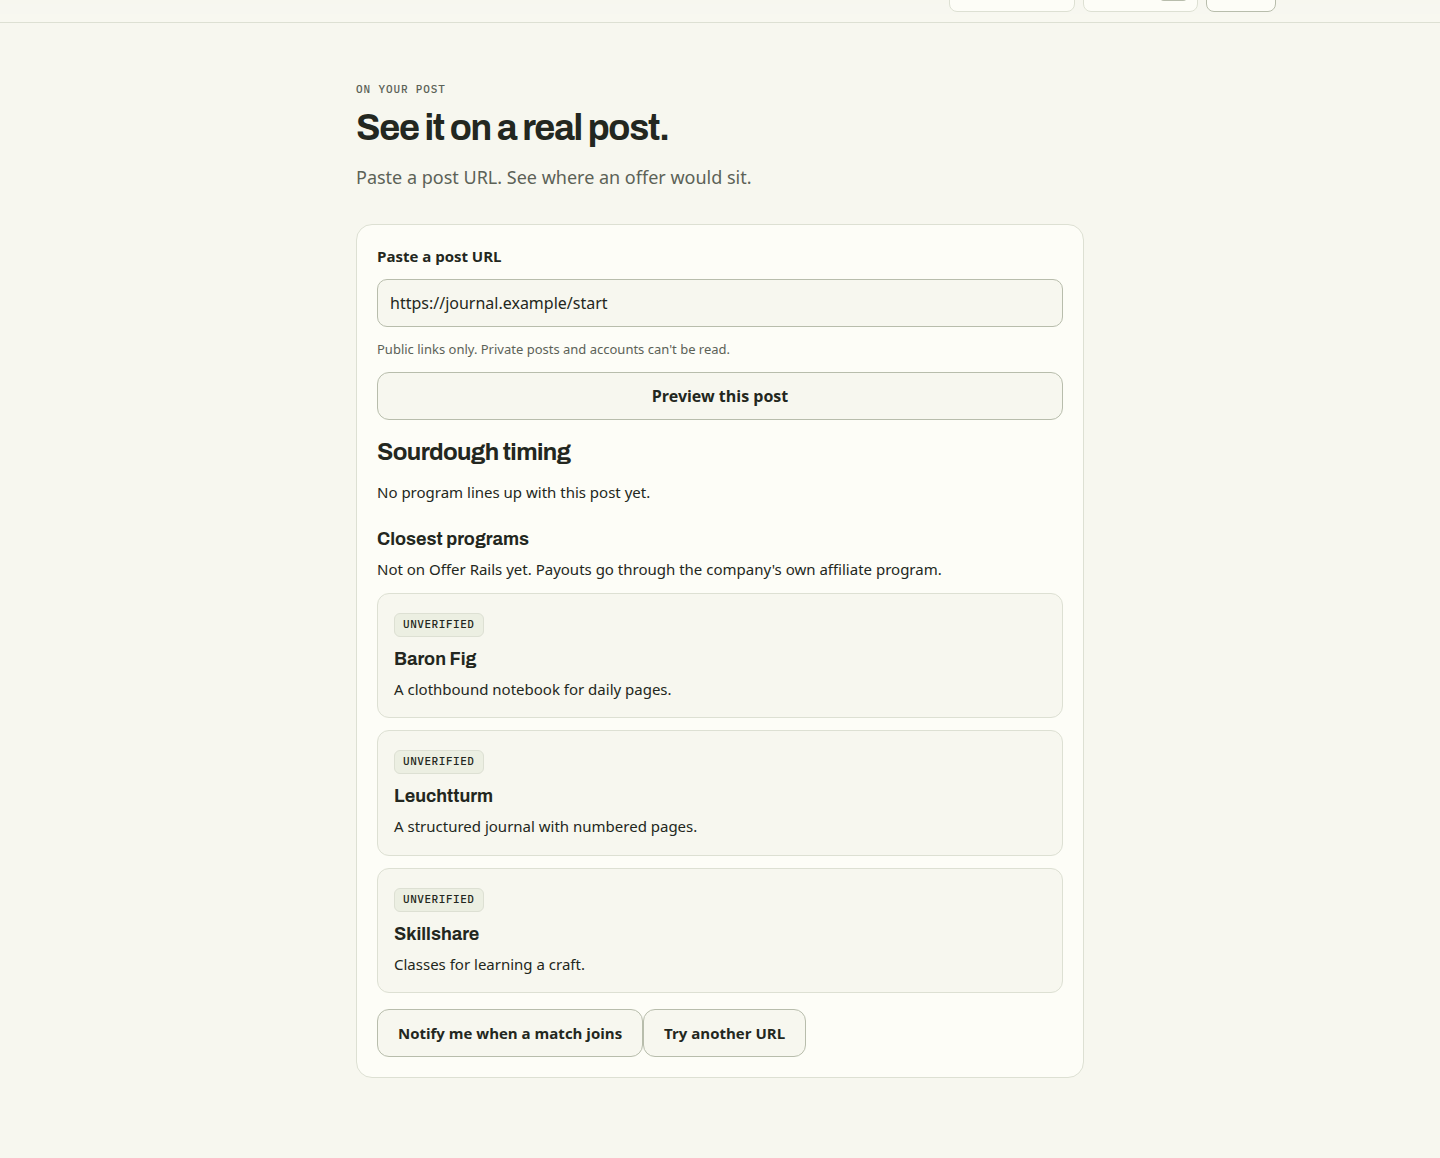 ON YOUR POST
See it on a real post.
Paste a post URL. See where an offer would sit.
Paste a post URL
https://journal.example/start
Public links only. Private posts and accounts can't be read.
Preview this post
Sourdough timing
No program lines up with this post yet.
Closest programs
Not on Offer Rails yet. Payouts go through the company's own affiliate program.
UNVERIFIED
Baron Fig
A clothbound notebook for daily pages.
UNVERIFIED
Leuchtturm
A structured journal with numbered pages.
UNVERIFIED
Skillshare
Classes for learning a craft.
Notify me when a match joins
Try another URL